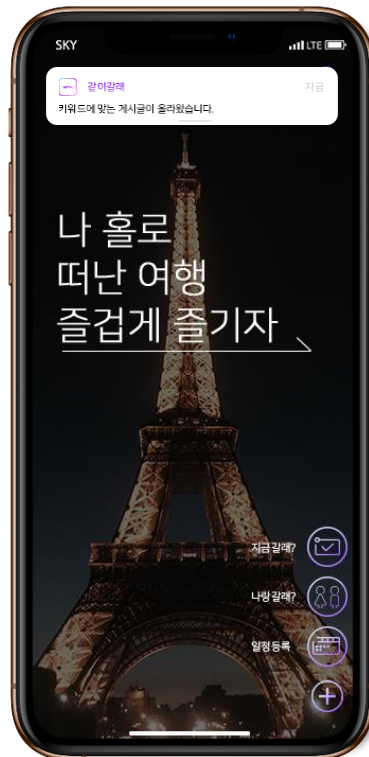 SKY
LTE
같이갈래
지금
키워드에 맞는 게시글이 올라왔습니다.
나 홀로
떠난 여행
즐겁게 즐기자
지금갈래?
나랑갈래?
일정등록